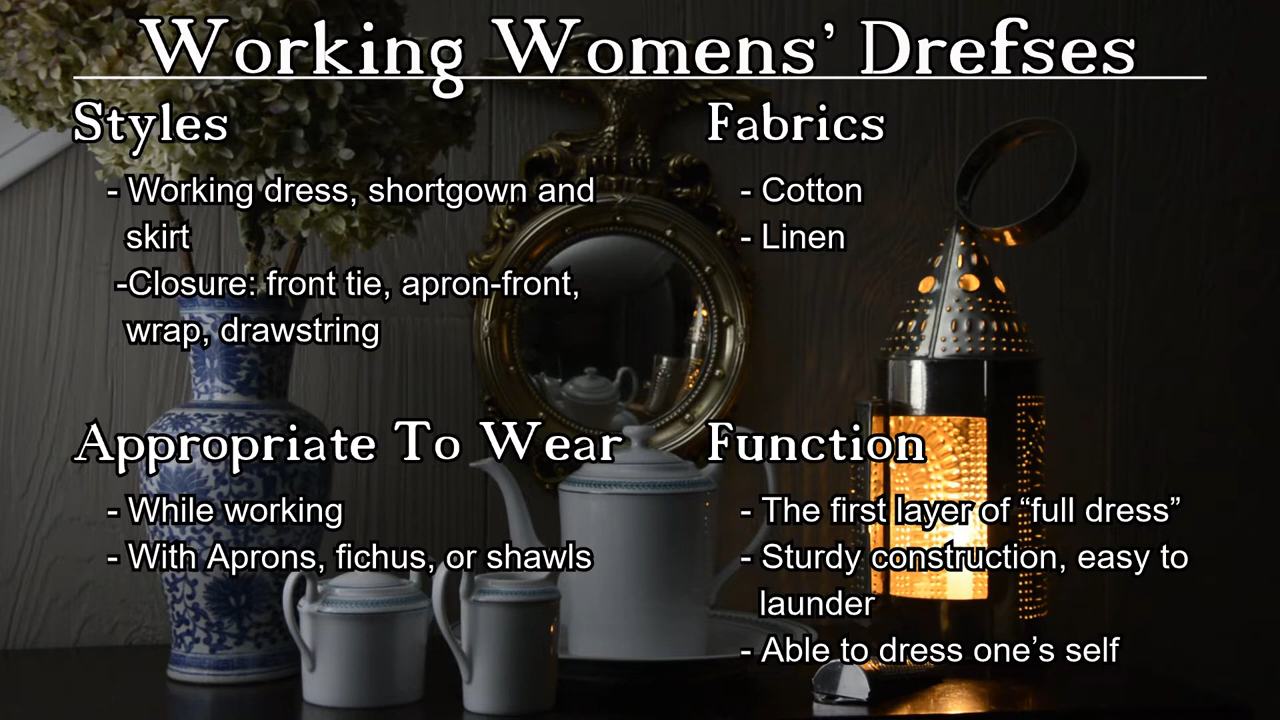 Working Womens’ Drefses
Styles
- Working dress, shortgown and
skirt
-Closure: front tie, apron-front,
wrap, drawstring
Fabrics
- Cotton
- Linen
Appropriate To Wear
- While working
- With Aprons, fichus, or shawls
Function
- The first layer of “full dress”
- Sturdy construction, easy to
launder
- Able to dress one’s self